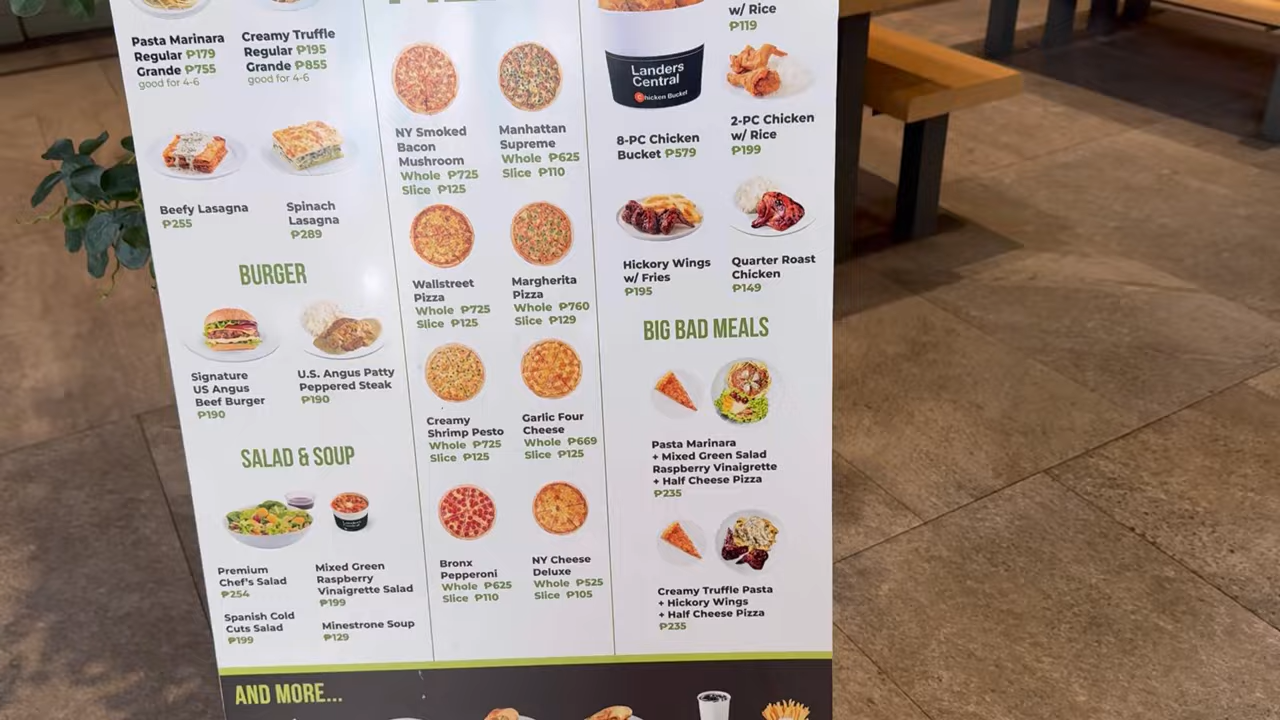 Pasta Marinara
Regular ₱179
Grande ₱755
good for 4-6
Creamy Truffle
Regular ₱195
Grande ₱855
good for 4-6
Beefy Lasagna
₱255
Spinach
Lasagna
₱289
BURGER
Signature
US Angus
Beef Burger
₱190
U.S. Angus Patty
Peppered Steak
₱190
SALAD & SOUP
Premium
Chef's Salad
₱254
Mixed Green
Raspberry
Vinaigrette Salad
₱199
Spanish Cold
Cuts Salad
₱199
Minestrone Soup
₱129
NY Smoked
Bacon
Mushroom
Whole ₱725
Slice ₱125
Manhattan
Supreme
Whole ₱625
Slice ₱110
Wallstreet
Pizza
Whole ₱725
Slice ₱125
Margherita
Pizza
Whole ₱760
Slice ₱129
Creamy
Shrimp Pesto
Whole ₱725
Slice ₱125
Garlic Four
Cheese
Whole ₱669
Slice ₱125
Bronx
Pepperoni
Whole ₱625
Slice ₱110
NY Cheese
Deluxe
Whole ₱525
Slice ₱105
w/ Rice
₱119
Landers
Central
Chicken Bucket
8-PC Chicken
Bucket ₱579
2-PC Chicken
w/ Rice
₱199
Hickory Wings
w/ Fries
₱195
Quarter Roast
Chicken
₱149
BIG BAD MEALS
Pasta Marinara
+ Mixed Green Salad
Raspberry Vinaigrette
+ Half Cheese Pizza
₱235
Creamy Truffle Pasta
+ Hickory Wings
+ Half Cheese Pizza
₱235
AND MORE...